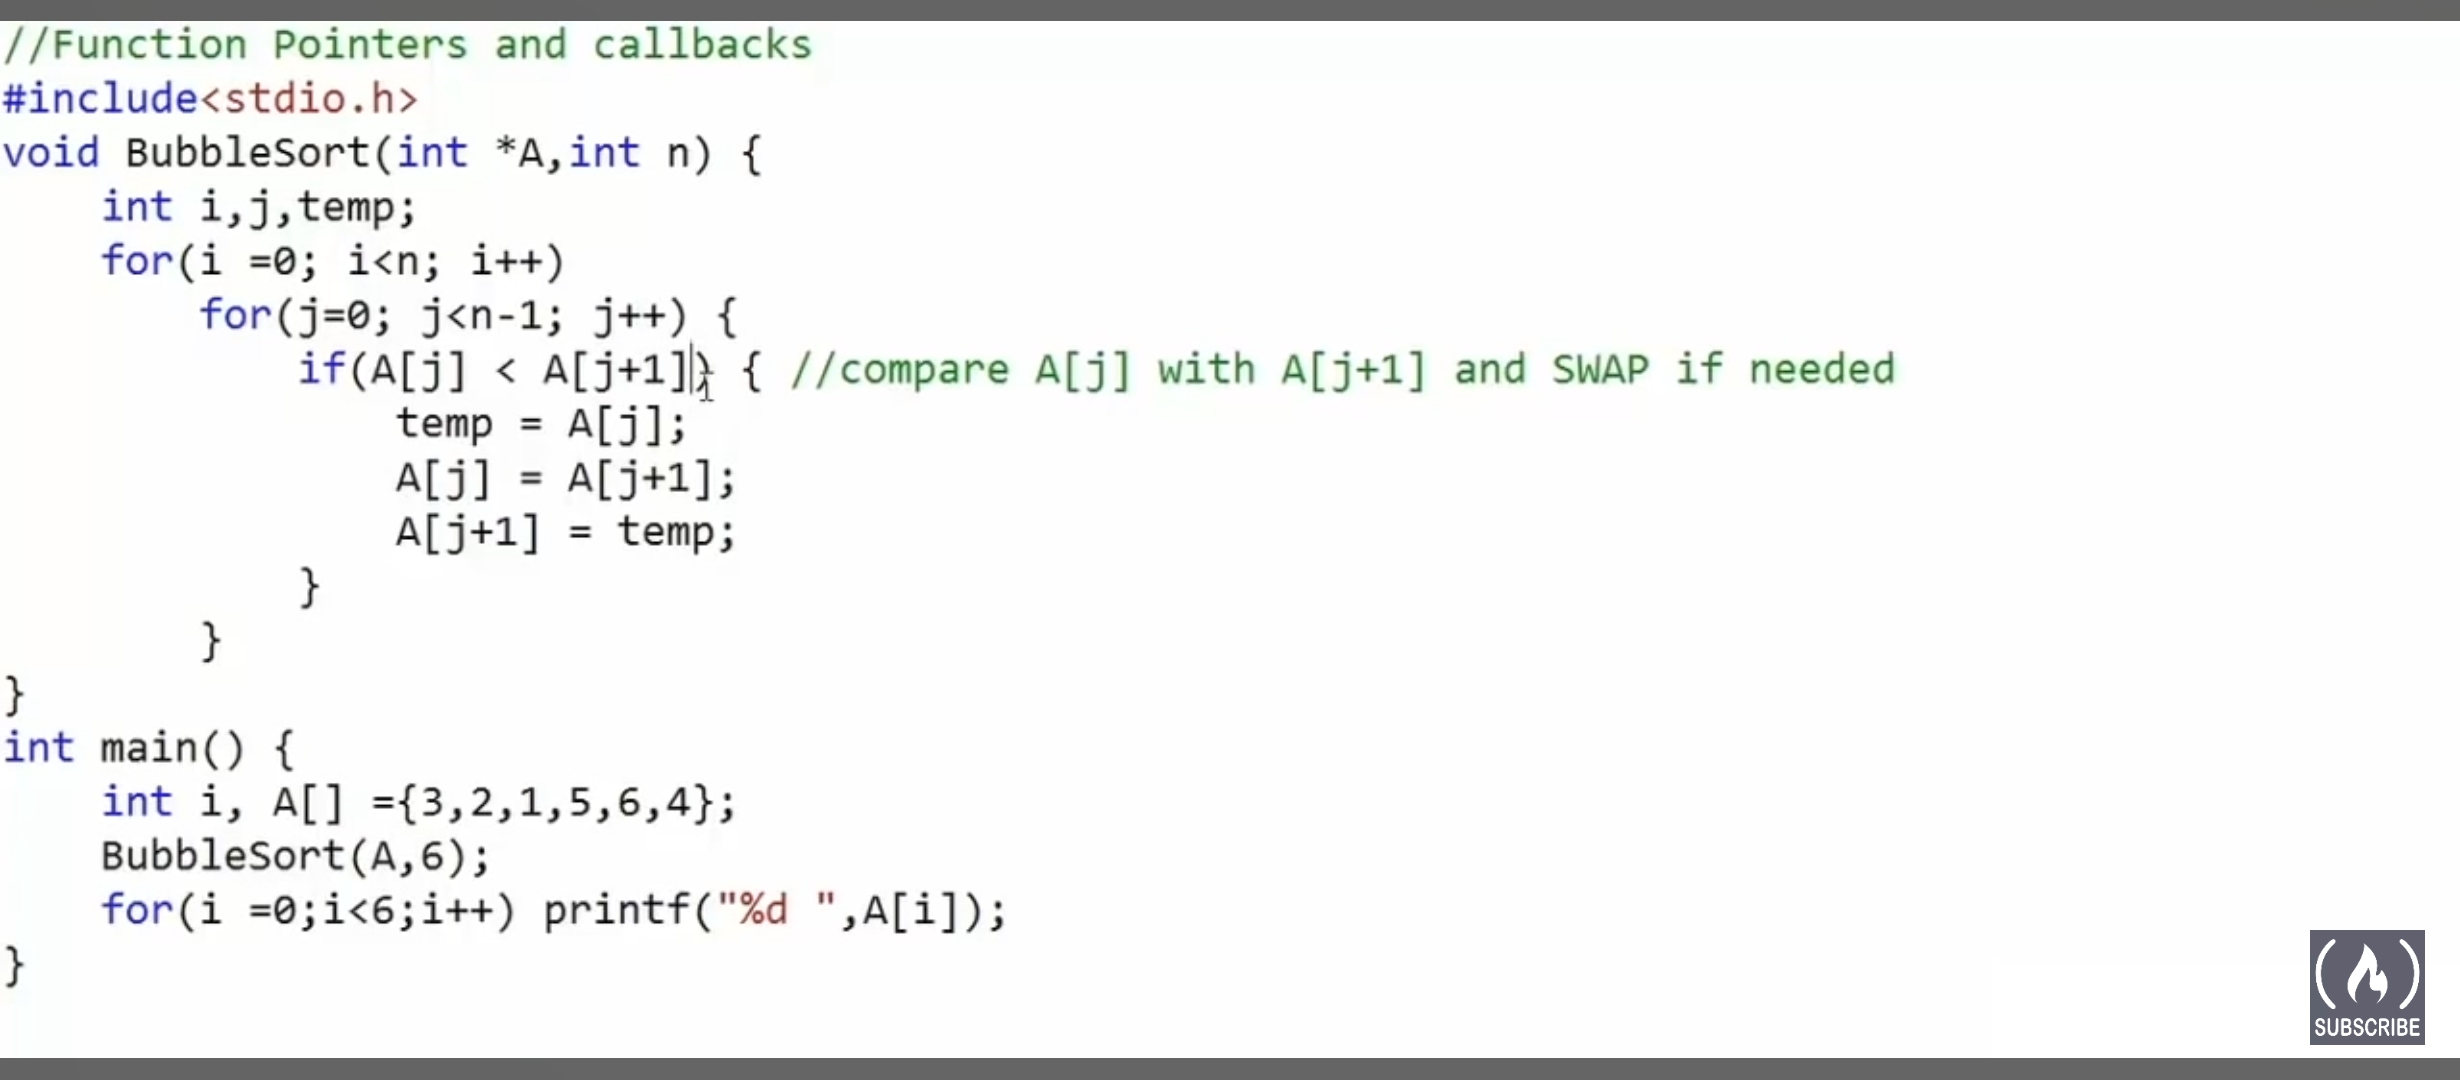 //Function Pointers and callbacks
#include<stdio.h>
void BubbleSort(int *A,int n) {
    int i,j,temp;
    for(i =0; i<n; i++)
        for(j=0; j<n-1; j++) {
            if(A[j] < A[j+1]) { //compare A[j] with A[j+1] and SWAP if needed
                temp = A[j];
                A[j] = A[j+1];
                A[j+1] = temp;
            }
        }
}
int main() {
    int i, A[] ={3,2,1,5,6,4};
    BubbleSort(A,6);
    for(i =0;i<6;i++) printf("%d ",A[i]);
}
SUBSCRIBE